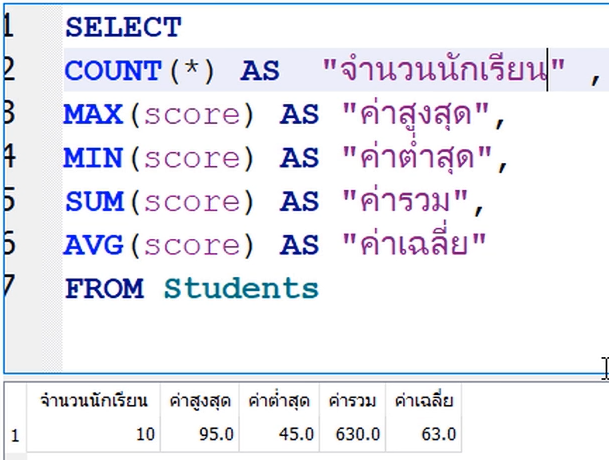 1 SELECT
2 COUNT(*) AS "จำนวนนักเรียน" ,
3 MAX(score) AS "ค่าสูงสุด",
4 MIN(score) AS "ค่าต่ำสุด",
5 SUM(score) AS "ค่ารวม",
6 AVG(score) AS "ค่าเฉลี่ย"
7 FROM Students
จำนวนนักเรียน ค่าสูงสุด ค่าต่ำสุด ค่ารวม ค่าเฉลี่ย
1 10 95.0 45.0 630.0 63.0